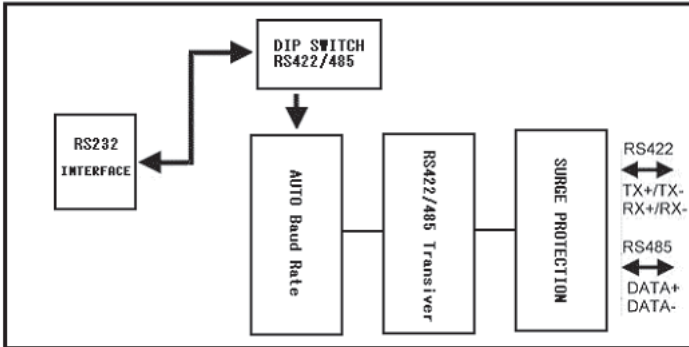 DIP SWITCH
RS422/485
RS232
INTERFACE
AUTO Baud Rate
RS422/485 Transiver
SURGE PROTECTION
RS422
TX+/TX-
RX+/RX-
RS485
DATA+
DATA-